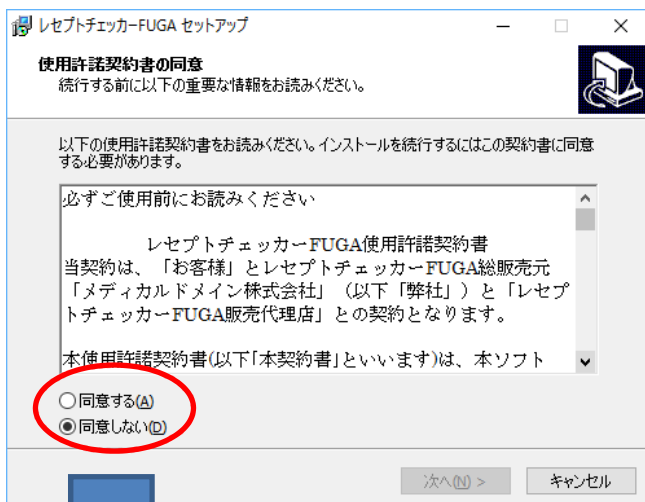 レセプトチェッカーFUGA セットアップ
使用許諾契約書の同意
続行する前に以下の重要な情報をお読みください。
以下の使用許諾契約書をお読みください。インストールを続行するにはこの契約書に同意
する必要があります。
必ずご使用前にお読みください
レセプトチェッカーFUGA使用許諾契約書
当契約は、「お客様」とレセプトチェッカーFUGA総販売元
「メディカルドメイン株式会社」（以下「弊社」）と「レセプ
トチェッカーFUGA販売代理店」との契約となります。
本使用許諾契約書(以下「本契約書」といいます)は、本ソフト
同意する(A)
同意しない(D)
次へ(N) >
キャンセル